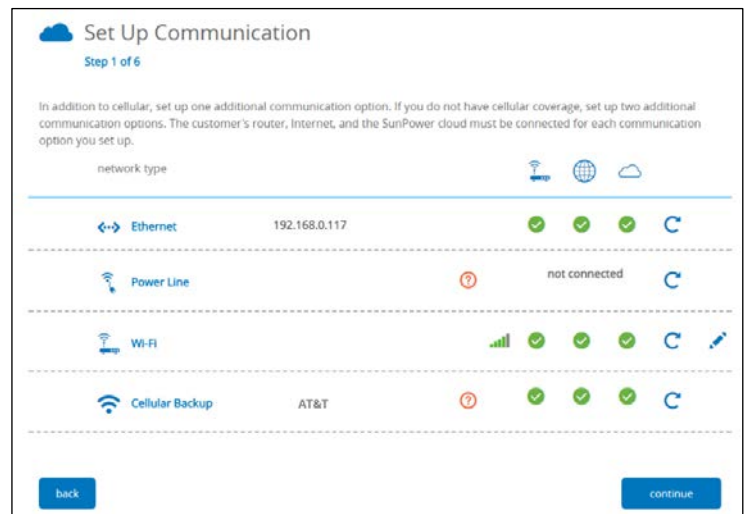 Set Up Communication
Step 1 of 6
In addition to cellular, set up one additional communication option. If you do not have cellular coverage, set up two additional
communication options. The customer's router, Internet, and the SunPower cloud must be connected for each communication
option you set up.
network type
Ethernet 192.168.0.117
Power Line ? not connected
Wi-Fi
Cellular Backup AT&T ?
back continue